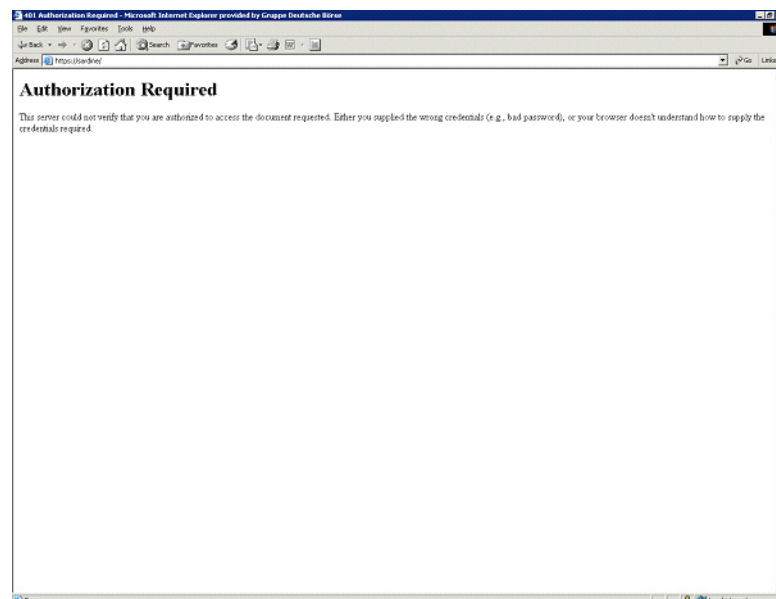 401 Authorization Required - Microsoft Internet Explorer provided by Gruppe Deutsche Börse
File Edit View Favorites Tools Help
Back Search Favorites
Address https://sardine/ Go Links
Authorization Required
This server could not verify that you are authorized to access the document requested. Either you supplied the wrong credentials (e.g., bad password), or your browser doesn't understand how to supply the
credentials required.